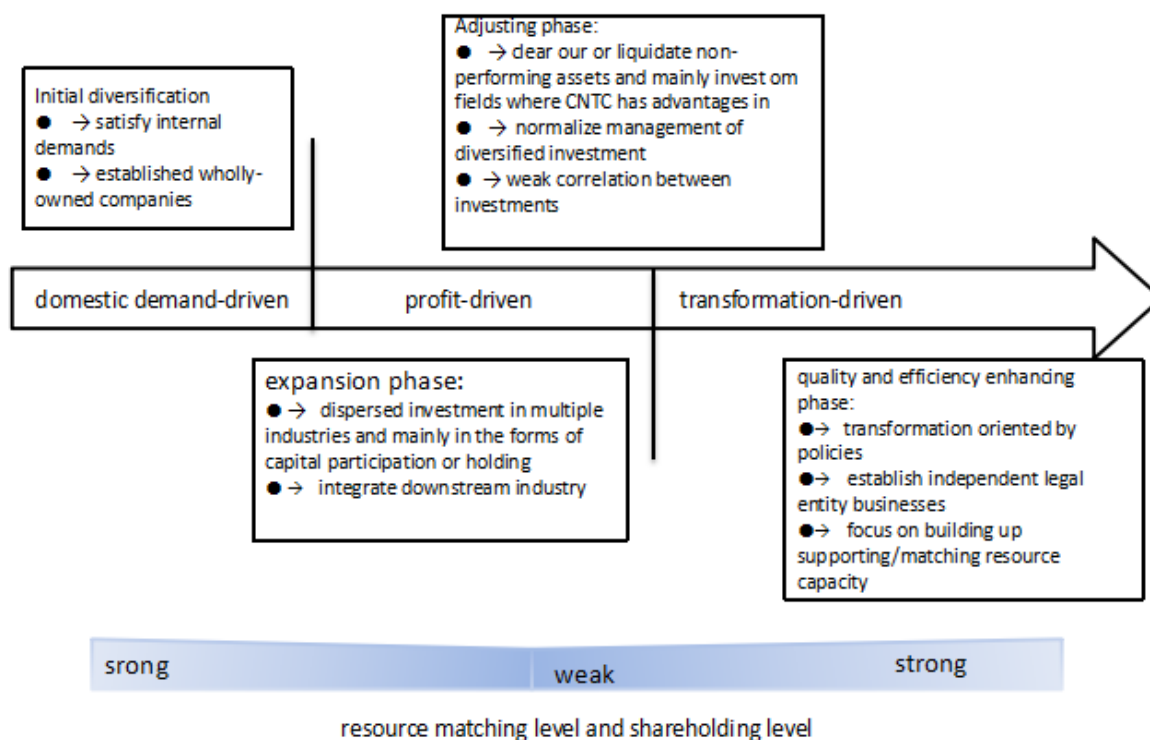 Initial diversification
● → satisfy internal
demands
● → established wholly-
owned companies
Adjusting phase:
● → clear our or liquidate non-
performing assets and mainly invest om
fields where CNTC has advantages in
● → normalize management of
diversified investment
● → weak correlation between
investments
domestic demand-driven
profit-driven
transformation-driven
expansion phase:
● → dispersed investment in multiple
industries and mainly in the forms of
capital participation or holding
● → integrate downstream industry
quality and efficiency enhancing
phase:
●→ transformation oriented by
policies
●→ establish independent legal
entity businesses
●→ focus on building up
supporting/matching resource
capacity
srong
weak
strong
resource matching level and shareholding level